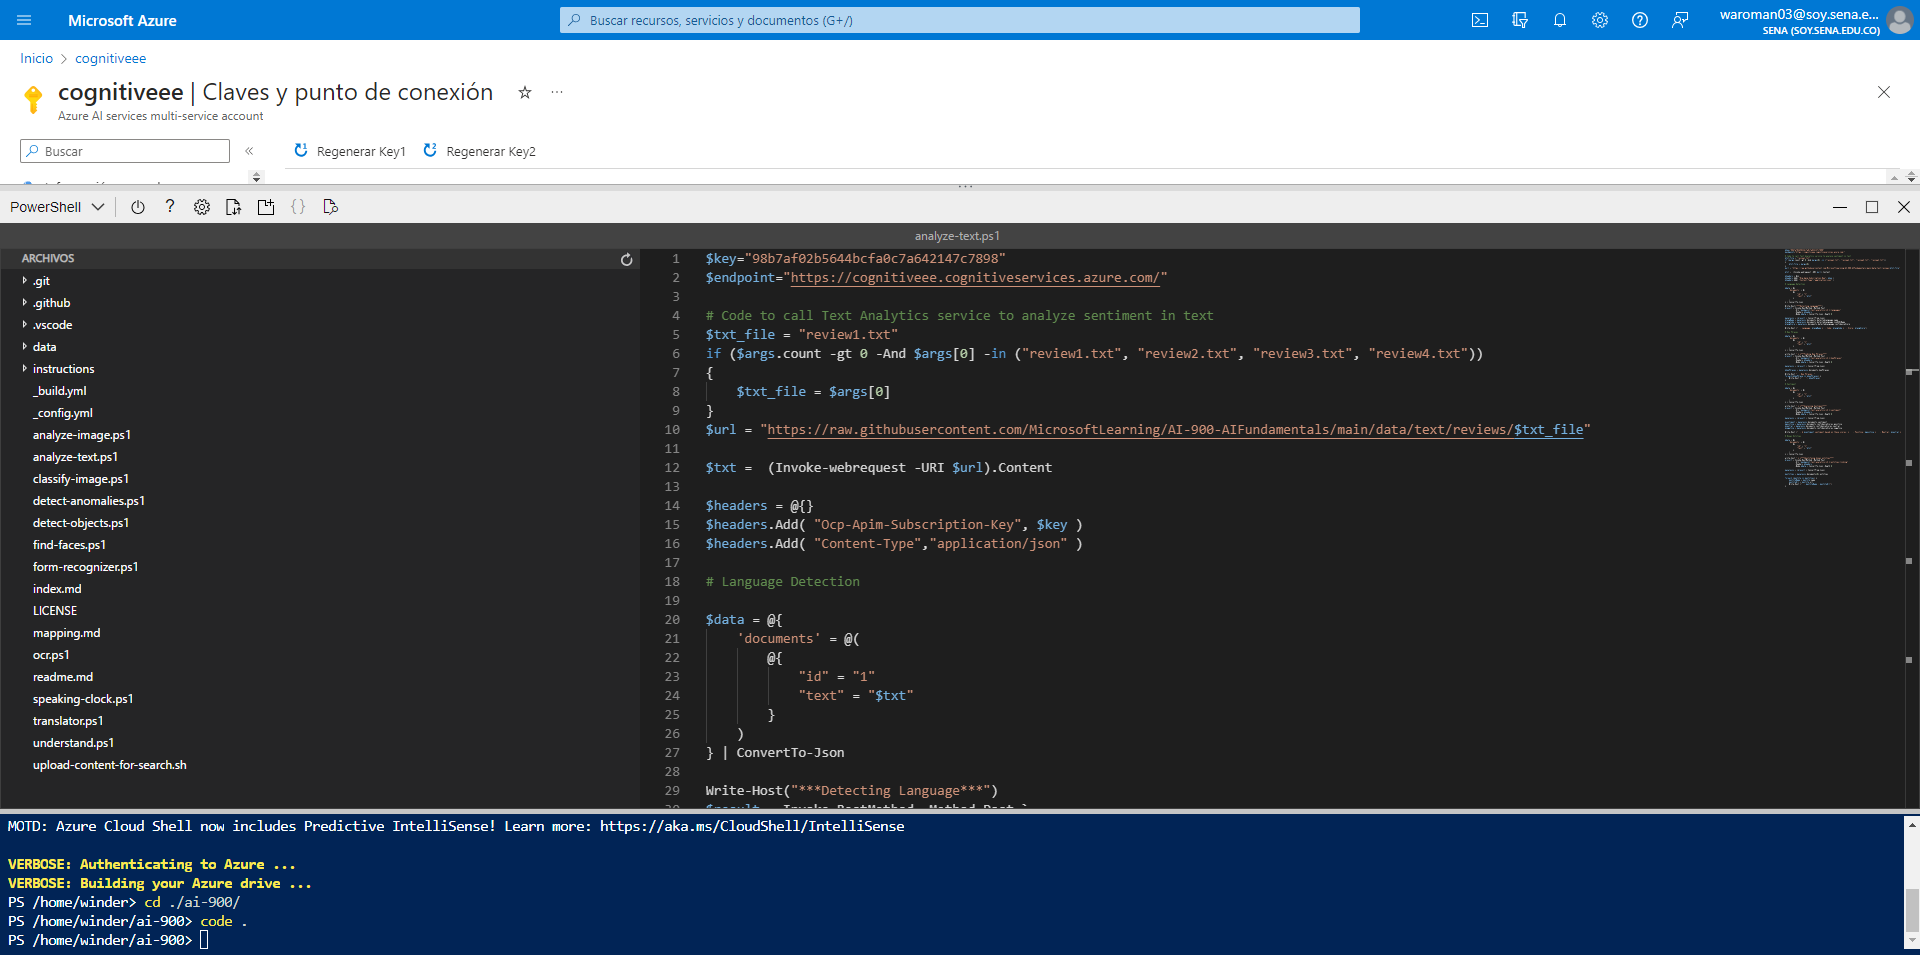 Microsoft Azure
Buscar recursos, servicios y documentos (G+/)
waroman03@soy.sena.e...
SENA (SOY.SENA.EDU.CO)
Inicio > cognitiveee
cognitiveee | Claves y punto de conexión
Azure AI services multi-service account
Buscar
Regenerar Key1
Regenerar Key2
PowerShell
analyze-text.ps1
ARCHIVOS
.git
.github
.vscode
data
instructions
_build.yml
_config.yml
analyze-image.ps1
analyze-text.ps1
classify-image.ps1
detect-anomalies.ps1
detect-objects.ps1
find-faces.ps1
form-recognizer.ps1
index.md
LICENSE
mapping.md
ocr.ps1
readme.md
speaking-clock.ps1
translator.ps1
understand.ps1
upload-content-for-search.sh
1 $key="98b7af02b5644bcfa0c7a642147c7898"
2 $endpoint="https://cognitiveee.cognitiveservices.azure.com/"
3
4 # Code to call Text Analytics service to analyze sentiment in text
5 $txt_file = "review1.txt"
6 if ($args.count -gt 0 -And $args[0] -in ("review1.txt", "review2.txt", "review3.txt", "review4.txt"))
7 {
8     $txt_file = $args[0]
9 }
10 $url = "https://raw.githubusercontent.com/MicrosoftLearning/AI-900-AIFundamentals/main/data/text/reviews/$txt_file"
11
12 $txt =  (Invoke-webrequest -URI $url).Content
13
14 $headers = @{}
15 $headers.Add( "Ocp-Apim-Subscription-Key", $key )
16 $headers.Add( "Content-Type","application/json" )
17
18 # Language Detection
19
20 $data = @{
21     'documents' = @(
22         @{
23             "id" = "1"
24             "text" = "$txt"
25         }
26     )
27 } | ConvertTo-Json
28
29 Write-Host("***Detecting Language***")
MOTD: Azure Cloud Shell now includes Predictive IntelliSense! Learn more: https://aka.ms/CloudShell/IntelliSense
VERBOSE: Authenticating to Azure ...
VERBOSE: Building your Azure drive ...
PS /home/winder> cd ./ai-900/
PS /home/winder/ai-900> code .
PS /home/winder/ai-900>